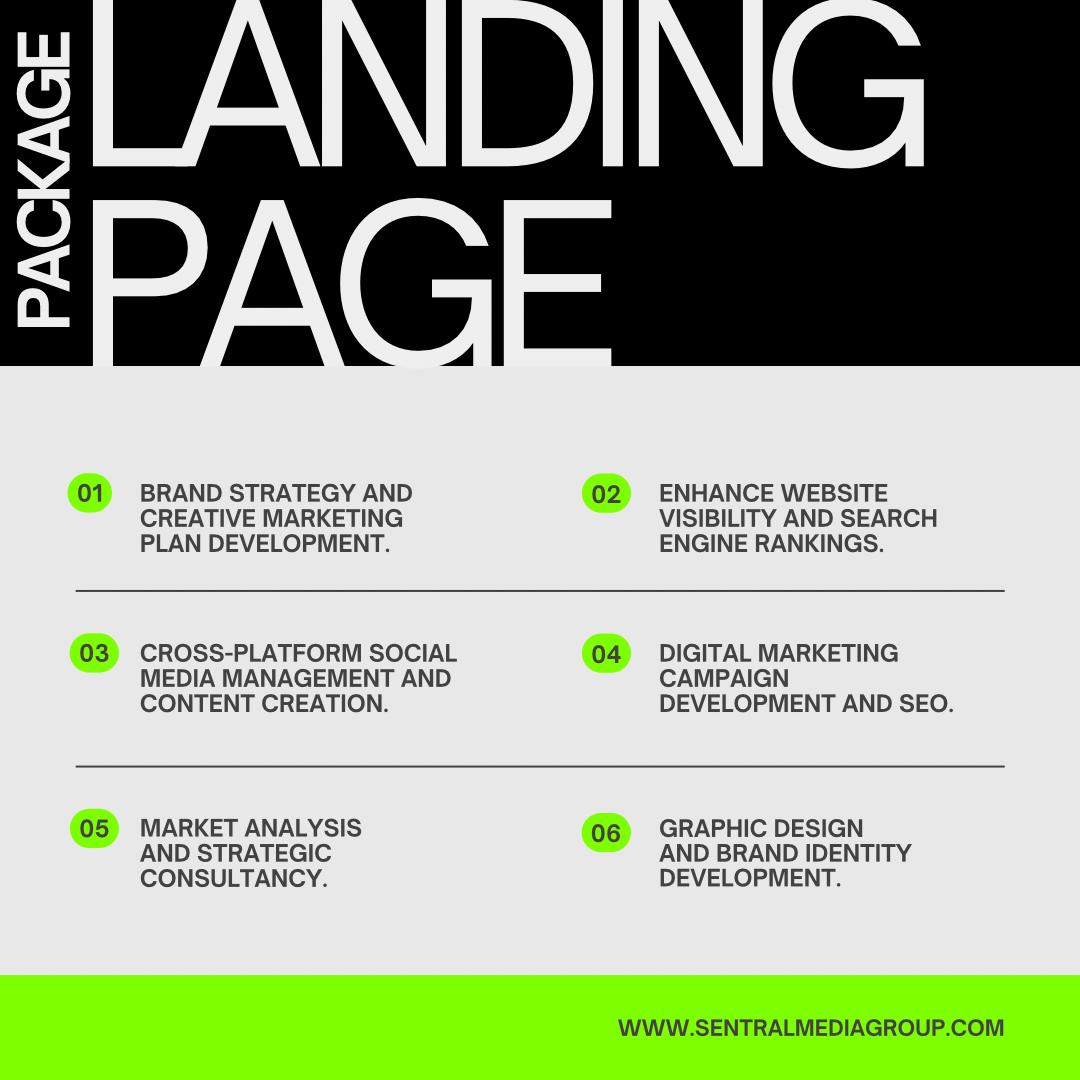 PACKAGE
LANDING
PAGE
01
BRAND STRATEGY AND
CREATIVE MARKETING
PLAN DEVELOPMENT.
02
ENHANCE WEBSITE
VISIBILITY AND SEARCH
ENGINE RANKINGS.
03
CROSS-PLATFORM SOCIAL
MEDIA MANAGEMENT AND
CONTENT CREATION.
04
DIGITAL MARKETING
CAMPAIGN
DEVELOPMENT AND SEO.
05
MARKET ANALYSIS
AND STRATEGIC
CONSULTANCY.
06
GRAPHIC DESIGN
AND BRAND IDENTITY
DEVELOPMENT.
WWW.SENTRALMEDIAGROUP.COM